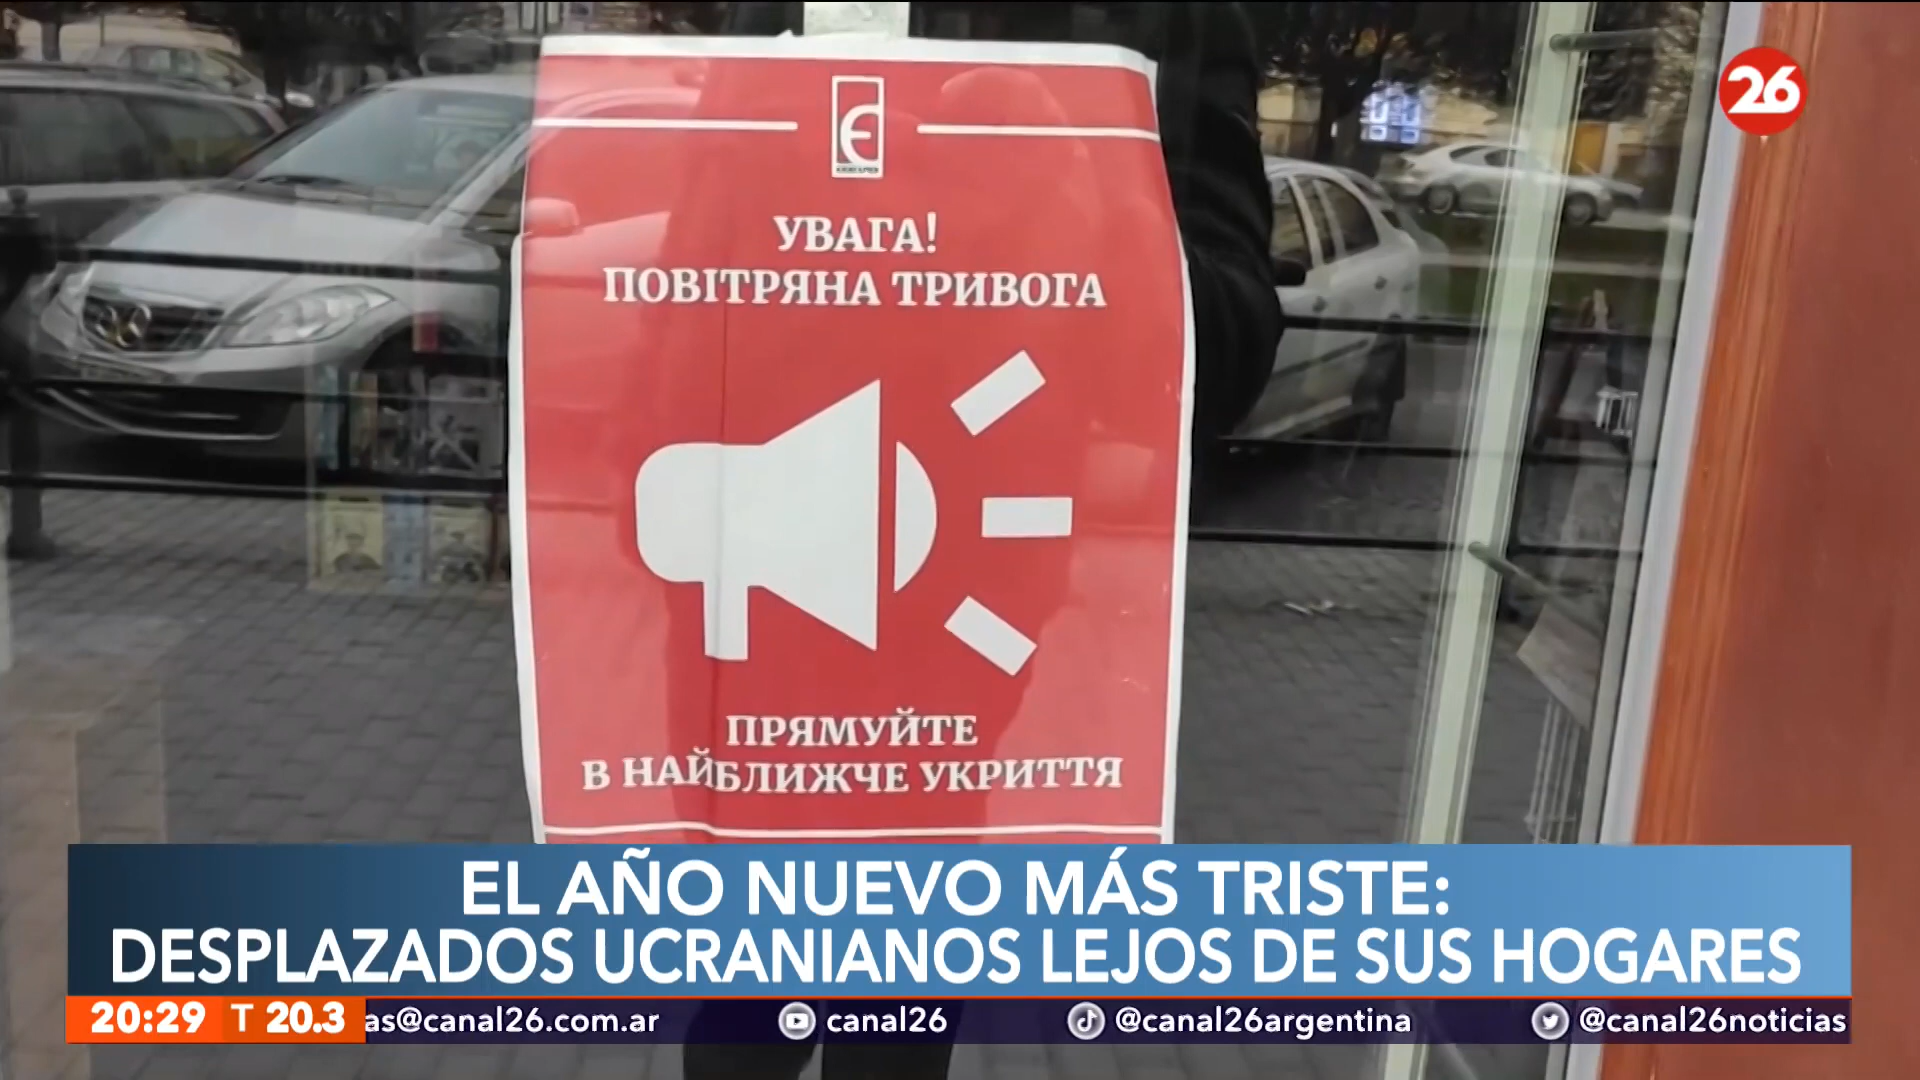 26
Є
УВАГА!
ПОВІТРЯНА ТРИВОГА
ПРЯМУЙТЕ
В НАЙБЛИЖЧЕ УКРИТТЯ
EL AÑO NUEVO MÁS TRISTE:
DESPLAZADOS UCRANIANOS LEJOS DE SUS HOGARES
20:29 T 20.3 as@canal26.com.ar canal26 @canal26argentina @canal26noticias